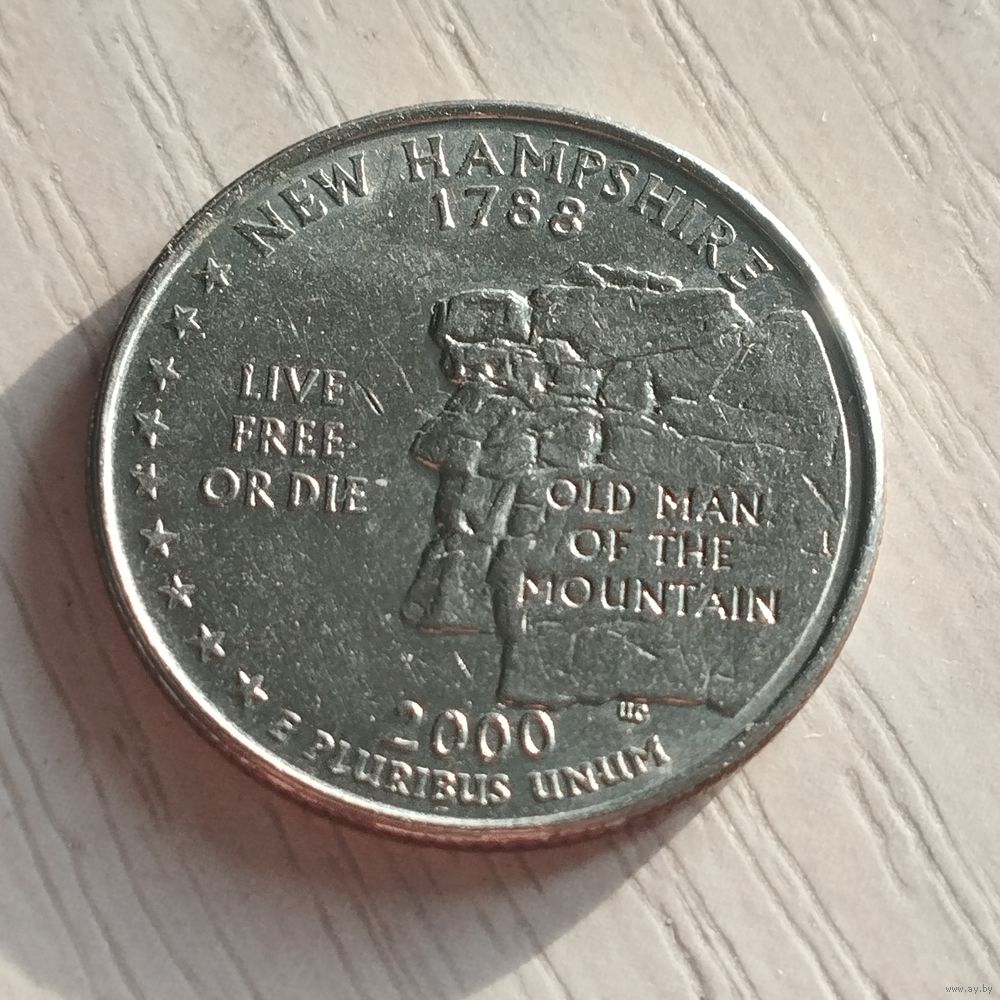 NEW HAMPSHIRE
1788
LIVE
FREE
OR DIE
OLD MAN
OF THE
MOUNTAIN
2000
E PLURIBUS UNUM
www.ay.by